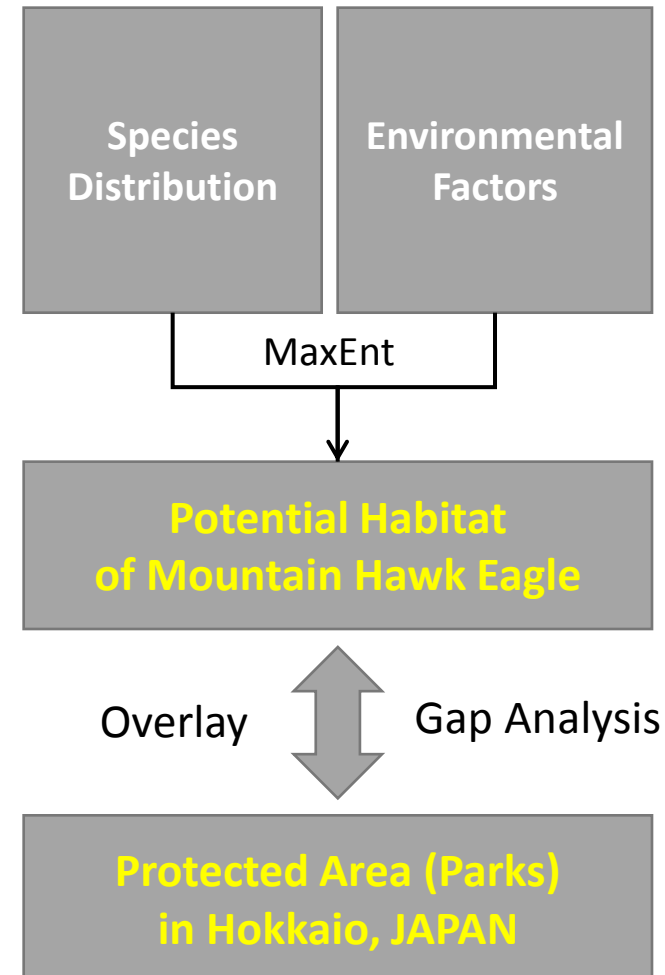 Species
Distribution
Environmental
Factors
MaxEnt
Potential Habitat
of Mountain Hawk Eagle
Overlay
Gap Analysis
Protected Area (Parks)
in Hokkaio, JAPAN